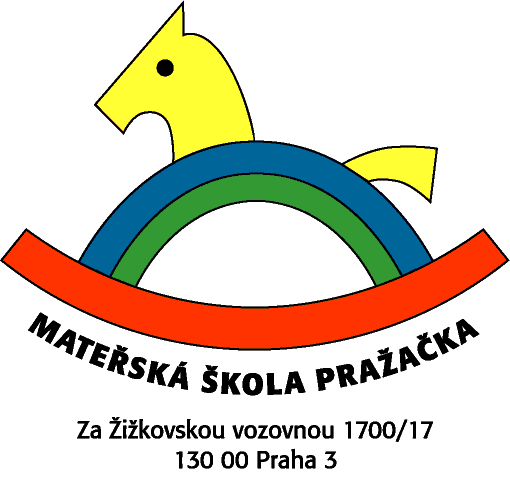 MATEŘSKÁ ŠKOLA PRAŽAČKA
Za Žižkovskou vozovnou 1700/17
130 00 Praha 3